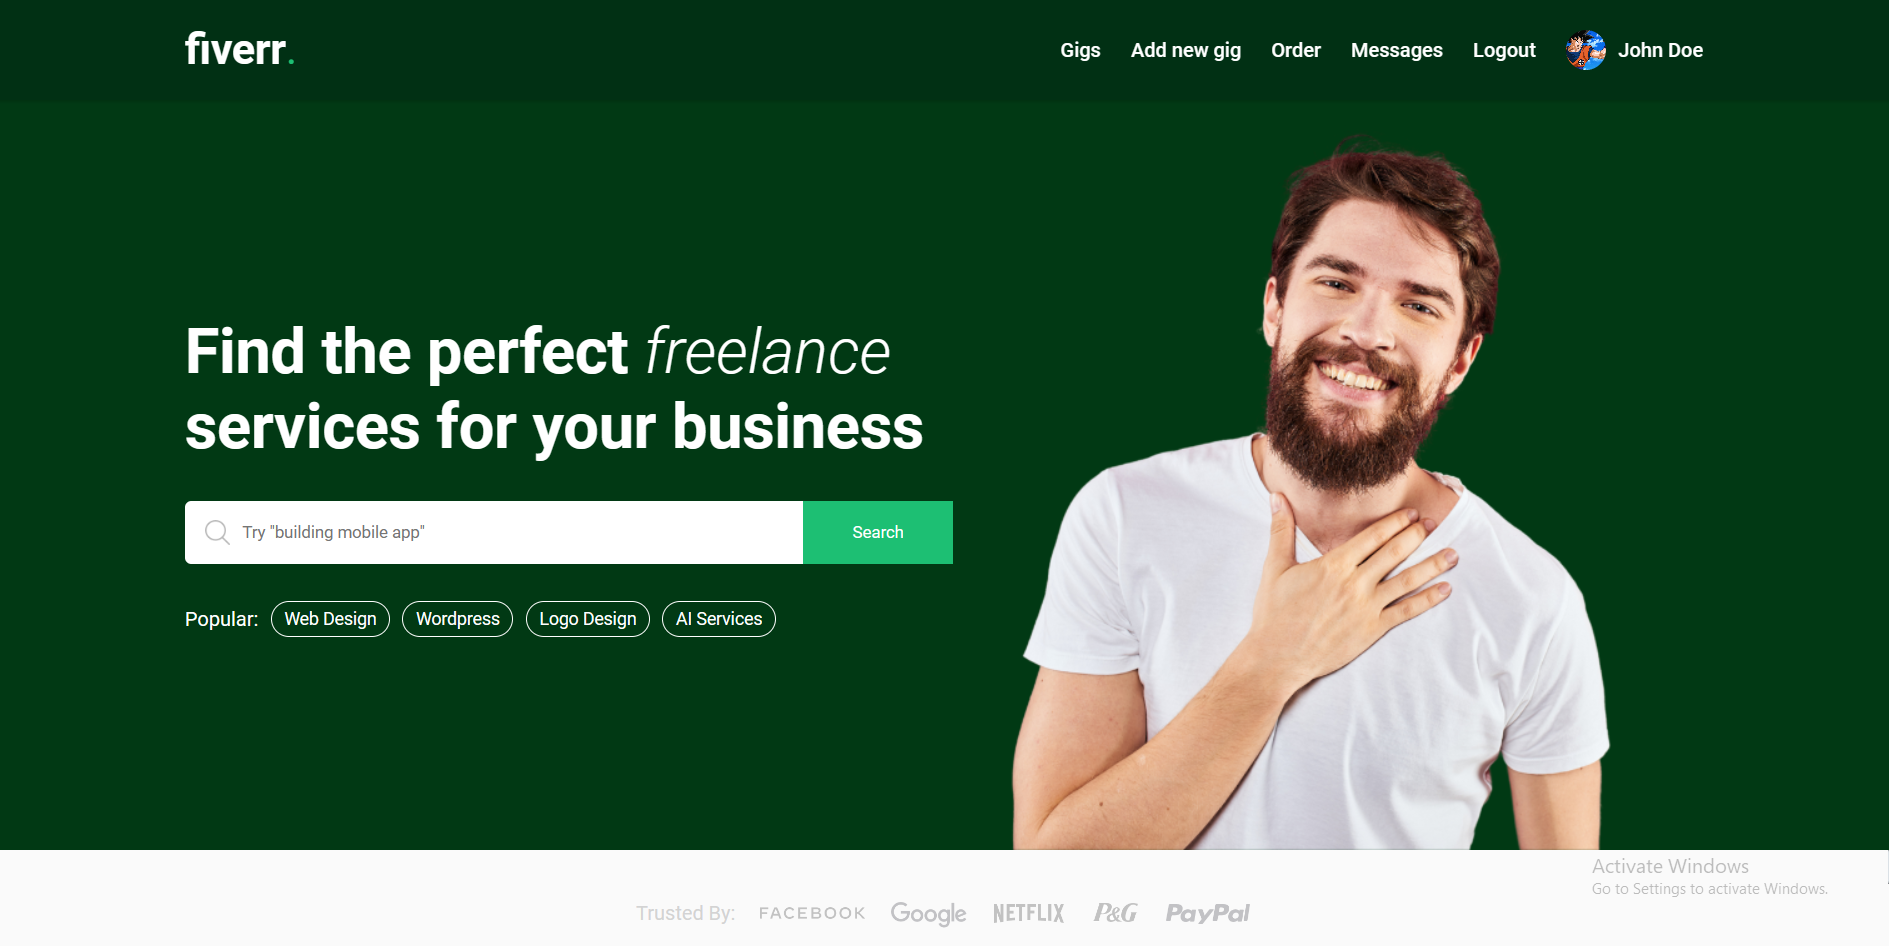 fiverr.
Gigs Add new gig Order Messages Logout John Doe
Find the perfect freelance
services for your business
Try "building mobile app" Search
Popular: Web Design Wordpress Logo Design AI Services
Activate Windows
Go to Settings to activate Windows.
Trusted By: FACEBOOK Google NETFLIX P&G PayPal